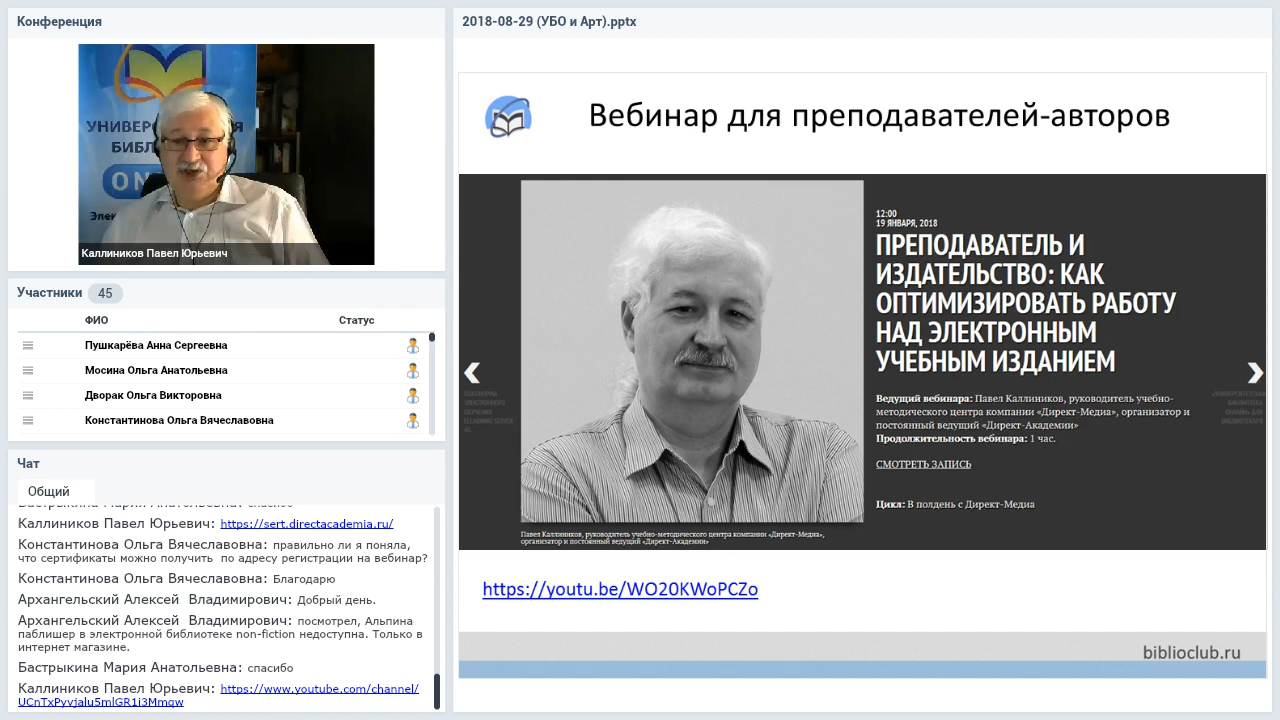 Конференция
УНИВЕР
БИБЛ
ON
Элек
Каллиников Павел Юрьевич
Участники 45
ФИО Статус
Пушкарёва Анна Сергеевна
Мосина Ольга Анатольевна
Дворак Ольга Викторовна
Константинова Ольга Вячеславовна
Чат
Общий
Каллиников Павел Юрьевич: https://sert.directacademia.ru/
Константинова Ольга Вячеславовна: правильно ли я поняла,
что сертификаты можно получить по адресу регистрации на вебинар?
Константинова Ольга Вячеславовна: Благодарю
Архангельский Алексей Владимирович: Добрый день.
Архангельский Алексей Владимирович: посмотрел, Альпина
паблишер в электронной библиотеке non-fiction недоступна. Только в
интернет магазине.
Бастрыкина Мария Анатольевна: спасибо
Каллиников Павел Юрьевич: https://www.youtube.com/channel/
UCnTxPyvjalu5mlGR1i3Mmqw
2018-08-29 (УБО и Арт).pptx
Вебинар для преподавателей-авторов
12:00
19 ЯНВАРЯ, 2018
ПРЕПОДАВАТЕЛЬ И
ИЗДАТЕЛЬСТВО: КАК
ОПТИМИЗИРОВАТЬ РАБОТУ
НАД ЭЛЕКТРОННЫМ
УЧЕБНЫМ ИЗДАНИЕМ
Ведущий вебинара: Павел Каллиников, руководитель учебно-
методического центра компании «Директ-Медиа», организатор и
постоянный ведущий «Директ-Академии»
Продолжительность вебинара: 1 час.
СМОТРЕТЬ ЗАПИСЬ
Цикл: В полдень с Директ-Медиа
Павел Каллиников, руководитель учебно-методического центра компании «Директ-Медиа»,
организатор и постоянный ведущий «Директ-Академии»
https://youtu.be/WO20KWoPCZo
biblioclub.ru